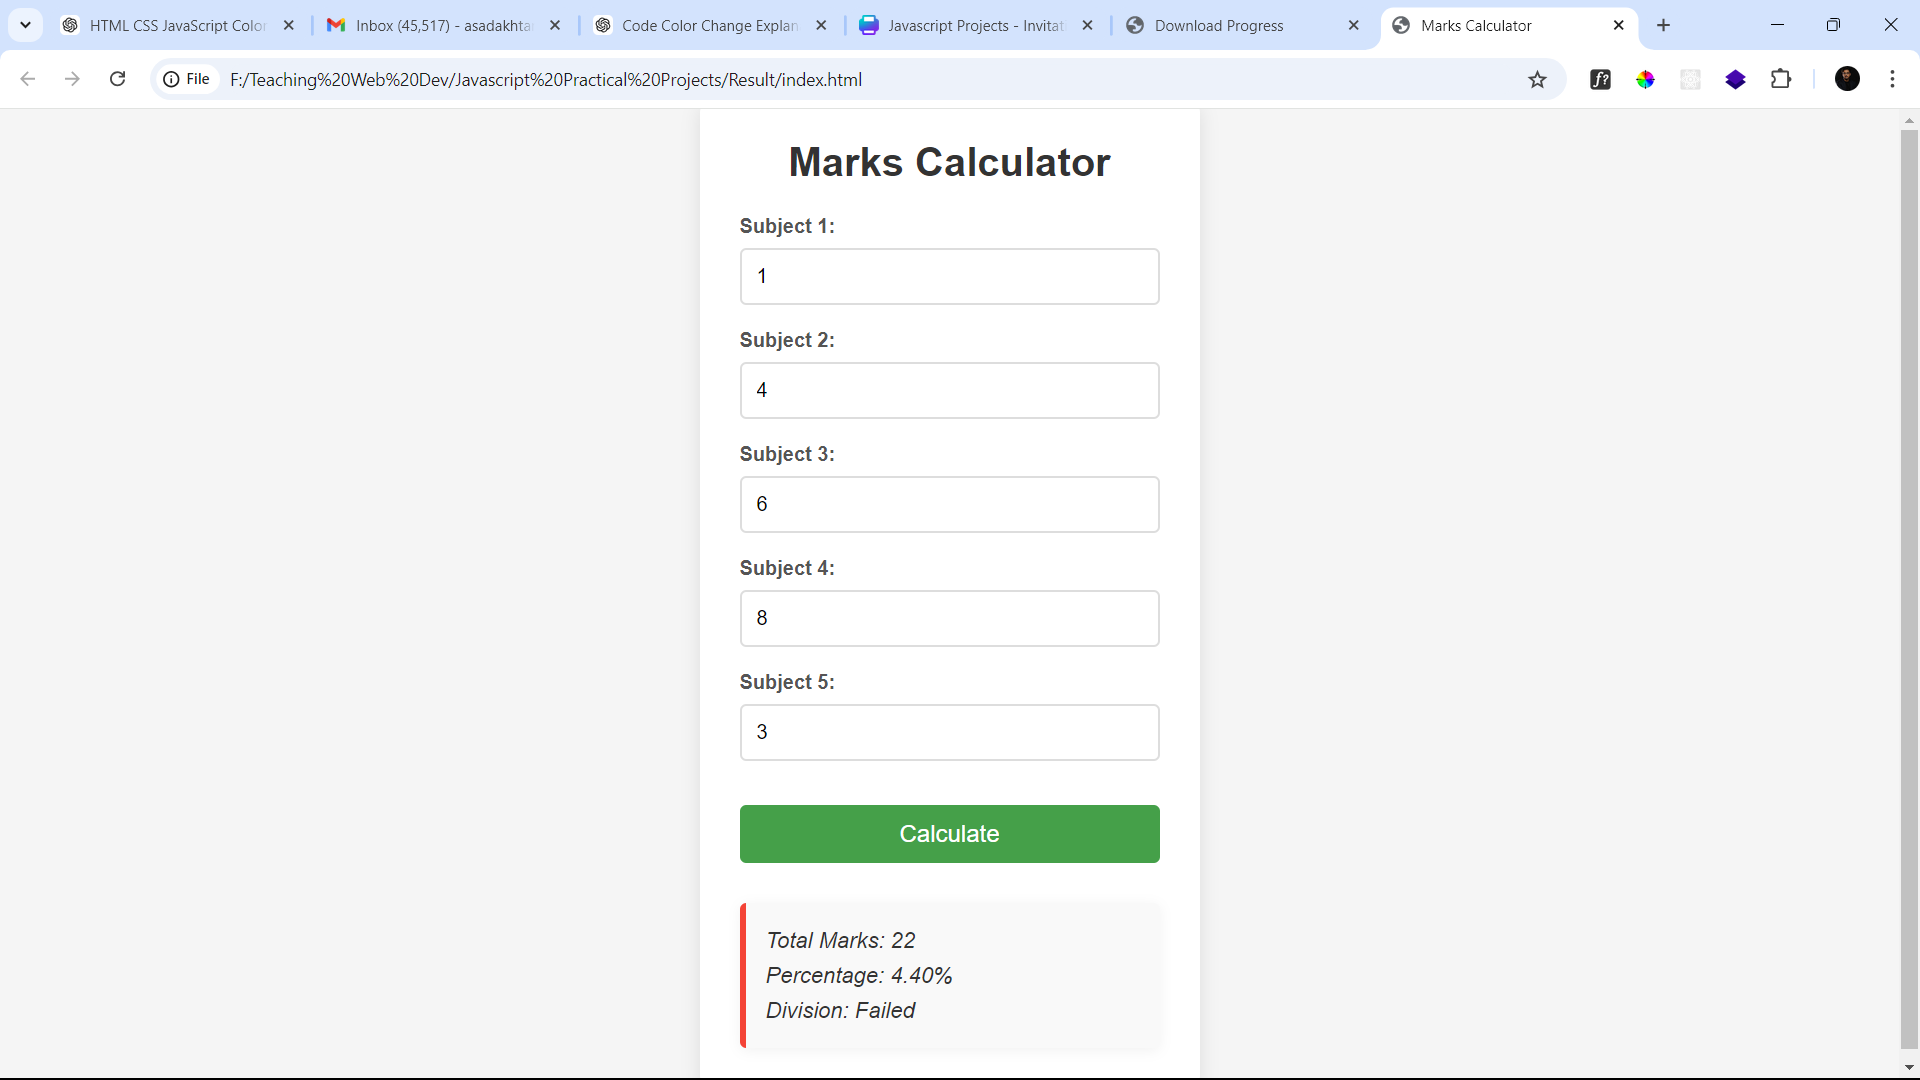 HTML CSS JavaScript Color
Inbox (45,517) - asadakhta
Code Color Change Explan
Javascript Projects - Invitat
Download Progress
Marks Calculator
File
F:/Teaching%20Web%20Dev/Javascript%20Practical%20Projects/Result/index.html
f?
Marks Calculator
Subject 1:
1
Subject 2:
4
Subject 3:
6
Subject 4:
8
Subject 5:
3
Calculate
Total Marks: 22
Percentage: 4.40%
Division: Failed